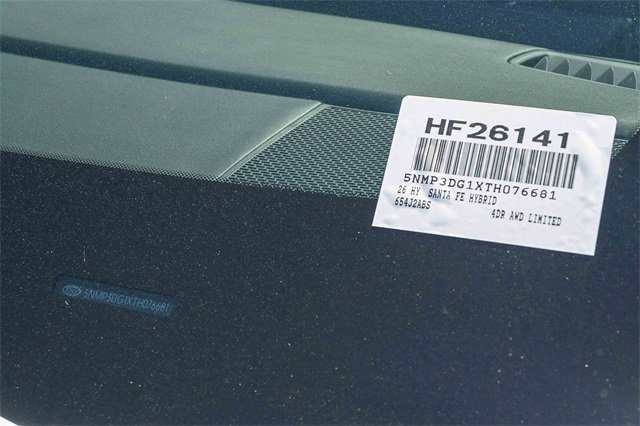 HF26141
5NMP3DG1XTH076681
26 HY SANTA FE HYBRID
654J2ABS 4DR AWD LIMITED
5NMP3DG1XTH076681